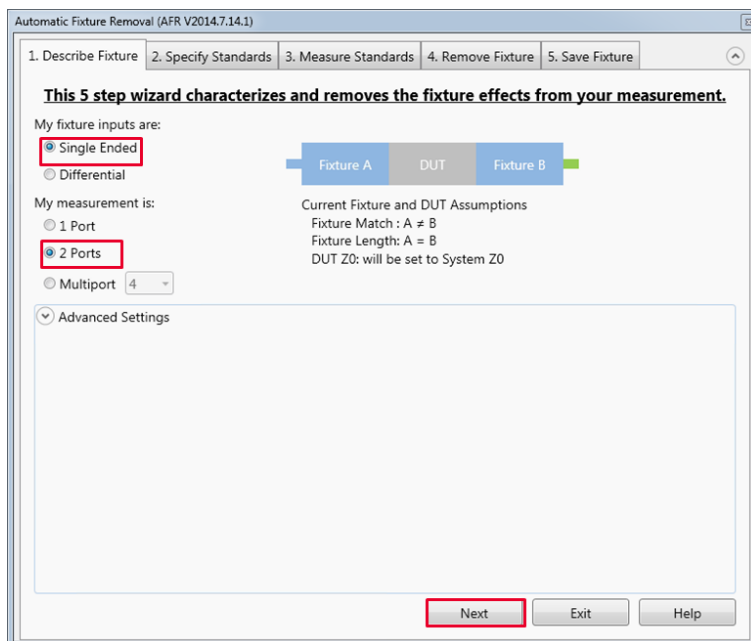 Automatic Fixture Removal (AFR V2014.7.14.1)
1. Describe Fixture
2. Specify Standards
3. Measure Standards
4. Remove Fixture
5. Save Fixture
This 5 step wizard characterizes and removes the fixture effects from your measurement.
My fixture inputs are:
Single Ended
Differential
My measurement is:
1 Port
2 Ports
Multiport 4
Fixture A DUT Fixture B
Current Fixture and DUT Assumptions
Fixture Match : A ≠ B
Fixture Length: A = B
DUT Z0: will be set to System Z0
Advanced Settings
Next Exit Help